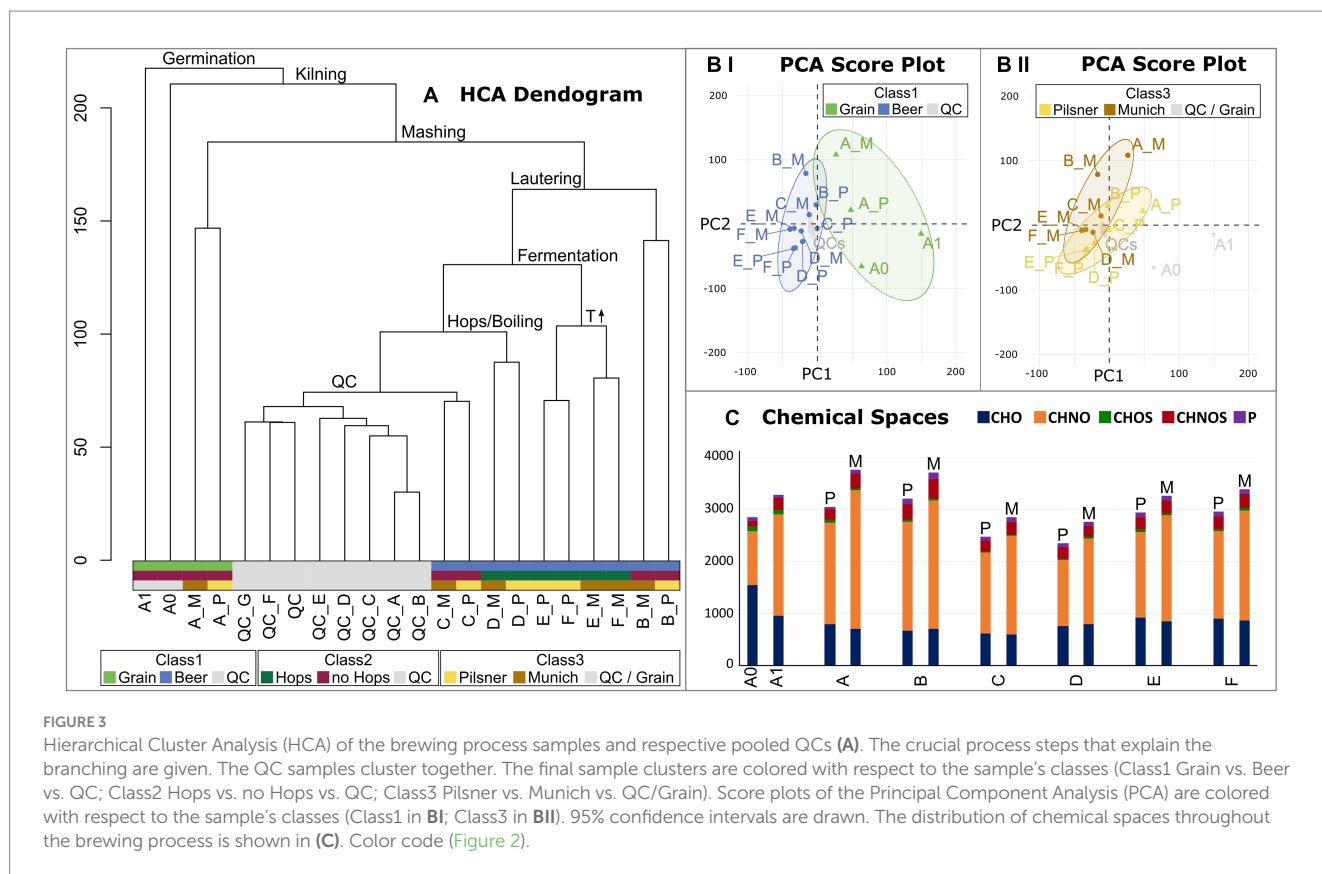 A HCA Dendogram
Germination
Kilning
Mashing
Lautering
Fermentation
Hops/Boiling
T↑
QC
200
150
100
50
0
A1 A0 A_M A_P QC_G QC_F QC QC_E QC_D QC_C QC_A QC_B C_M C_P D_M D_P E_P F_P E_M F_M B_M B_P
Class1
Grain Beer QC
Class2
Hops no Hops QC
Class3
Pilsner Munich QC / Grain
B I PCA Score Plot
Class1
Grain Beer QC
200
100
PC2
-100
-200
-100 PC1 100 200
A_M
B_M
B_P
C_M
A_P
E_M
C_P
F_M
QCs
A1
D_M
E_P
F_P
A0
D_P
B II PCA Score Plot
Class3
Pilsner Munich QC / Grain
200
100
PC2
-100
-200
-100 PC1 100 200
A_M
B_M
B_P
A_P
C_M
E_M
C_P
F_M
QCs
A1
D_M
E_P
F_P
A0
D_P
C Chemical Spaces
CHO CHNO CHOS CHNOS P
4000
3000
2000
1000
0
P M P M P M P M P M P M
A0 A1 A B C D E F
FIGURE 3
Hierarchical Cluster Analysis (HCA) of the brewing process samples and respective pooled QCs (A). The crucial process steps that explain the
branching are given. The QC samples cluster together. The final sample clusters are colored with respect to the sample's classes (Class1 Grain vs. Beer
vs. QC; Class2 Hops vs. no Hops vs. QC; Class3 Pilsner vs. Munich vs. QC/Grain). Score plots of the Principal Component Analysis (PCA) are colored
with respect to the sample's classes (Class1 in BI; Class3 in BII). 95% confidence intervals are drawn. The distribution of chemical spaces throughout
the brewing process is shown in (C). Color code (Figure 2).